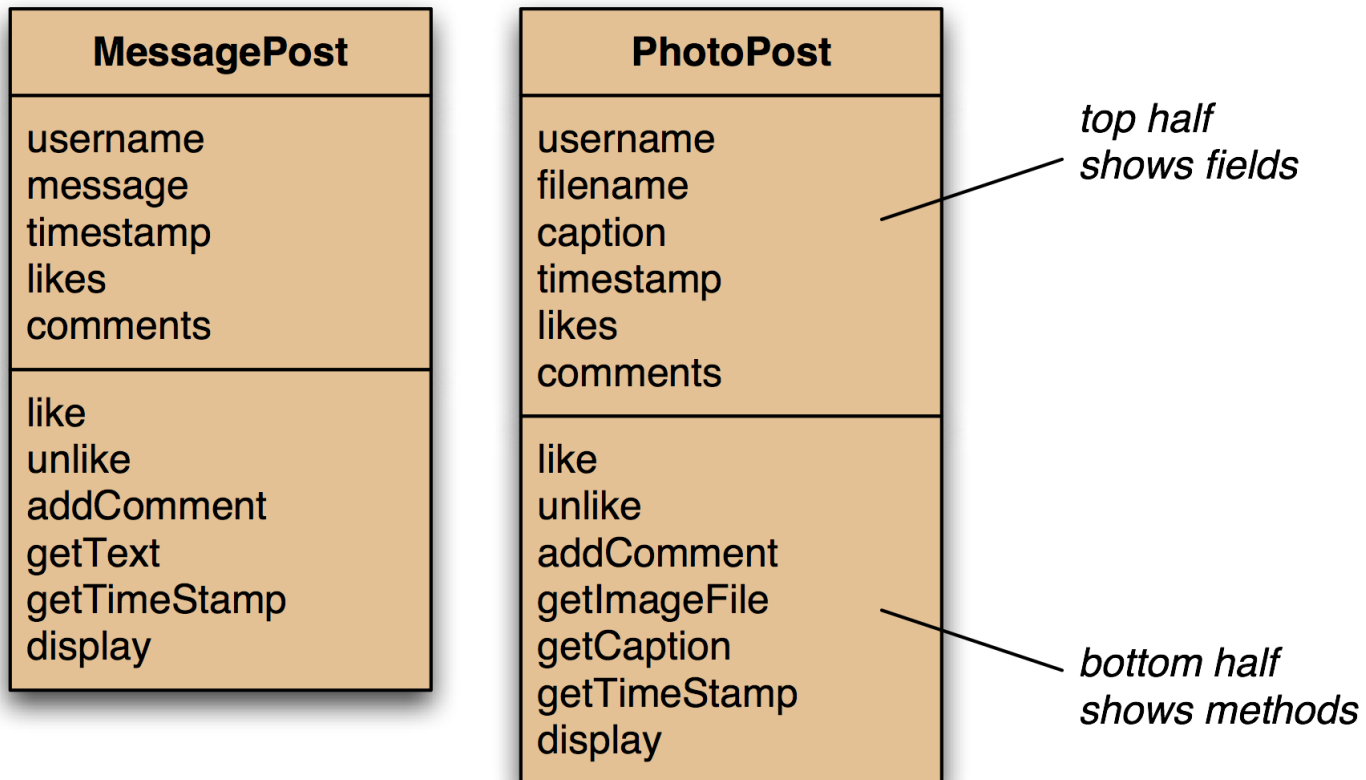 MessagePost
username
message
timestamp
likes
comments
like
unlike
addComment
getText
getTimeStamp
display
PhotoPost
username
filename
caption
timestamp
likes
comments
like
unlike
addComment
getImageFile
getCaption
getTimeStamp
display
top half
shows fields
bottom half
shows methods